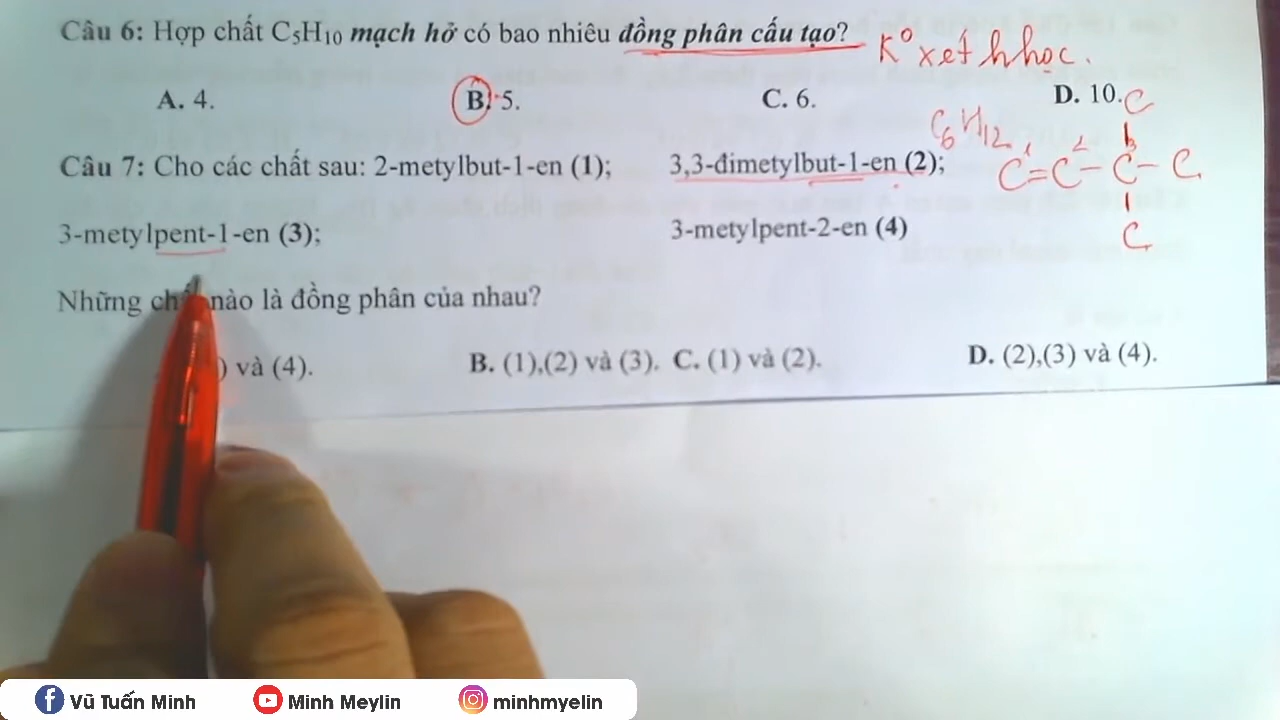 Câu 6: Hợp chất C₅H₁₀ mạch hở có bao nhiêu đồng phân cấu tạo?
K° xét hhọc.
A. 4. B. 5. C. 6. D. 10.
C₆H₁₂
C
1 2 3
C=C-C-C
C
Câu 7: Cho các chất sau: 2-metylbut-1-en (1); 3,3-đimetylbut-1-en (2);
3-metylpent-1-en (3); 3-metylpent-2-en (4)
Những nào là đồng phân của nhau?
) và (4). B. (1),(2) và (3). C. (1) và (2). D. (2),(3) và (4).
Vũ Tuấn Minh Minh Meylin minhmyelin